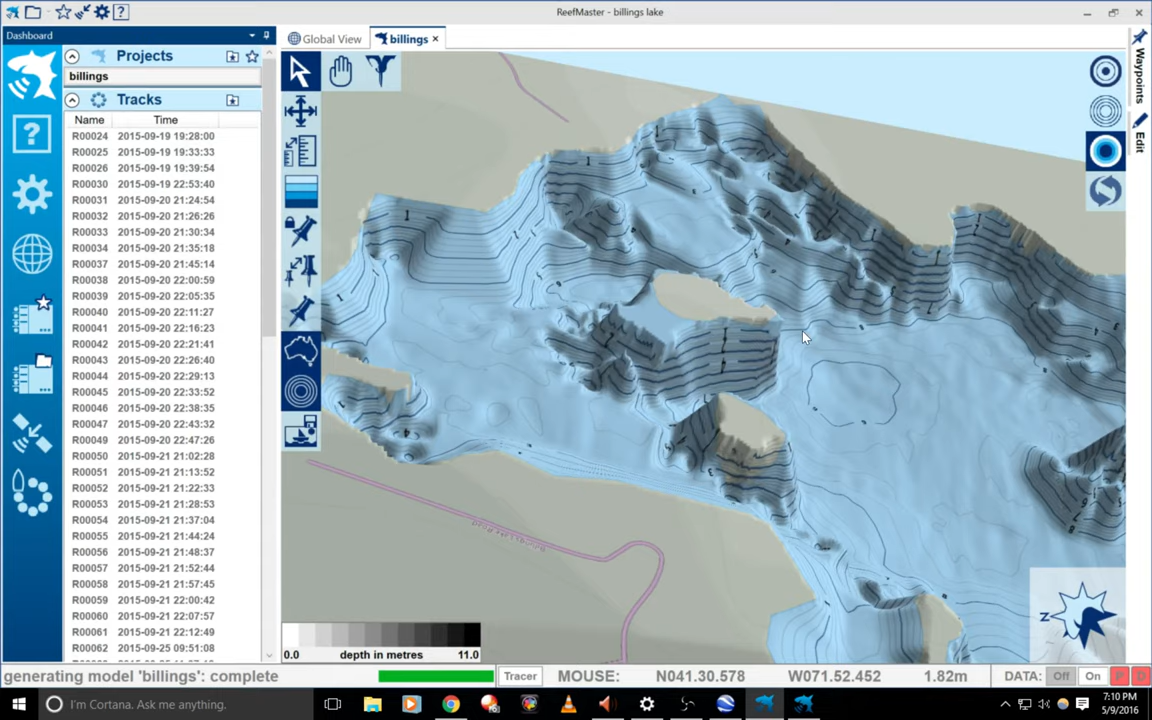 ReefMaster - billings lake
Dashboard
Projects
billings
Tracks
Name Time
R00024 2015-09-19 19:28:00
R00025 2015-09-19 19:33:33
R00026 2015-09-19 19:39:54
R00030 2015-09-19 22:53:40
R00031 2015-09-20 21:24:54
R00032 2015-09-20 21:26:26
R00033 2015-09-20 21:30:34
R00034 2015-09-20 21:35:18
R00037 2015-09-20 21:45:14
R00038 2015-09-20 22:00:59
R00039 2015-09-20 22:05:35
R00040 2015-09-20 22:11:27
R00041 2015-09-20 22:16:23
R00042 2015-09-20 22:21:41
R00043 2015-09-20 22:26:40
R00044 2015-09-20 22:29:13
R00045 2015-09-20 22:33:52
R00046 2015-09-20 22:38:35
R00047 2015-09-20 22:43:32
R00049 2015-09-20 22:47:26
R00050 2015-09-21 21:02:28
R00051 2015-09-21 21:13:52
R00052 2015-09-21 21:22:33
R00053 2015-09-21 21:28:53
R00054 2015-09-21 21:37:04
R00055 2015-09-21 21:44:24
R00056 2015-09-21 21:48:37
R00057 2015-09-21 21:52:44
R00058 2015-09-21 21:57:45
R00059 2015-09-21 22:00:42
R00060 2015-09-21 22:07:57
R00061 2015-09-21 22:12:49
R00062 2015-09-25 09:51:08
Global View
billings
Waypoints
Edit
0.0 depth in metres 11.0
N
generating model 'billings': complete
Tracer
MOUSE: N041.30.578 W071.52.452 1.82m
DATA: Off On P D
I'm Cortana. Ask me anything.
7:10 PM
5/9/2016